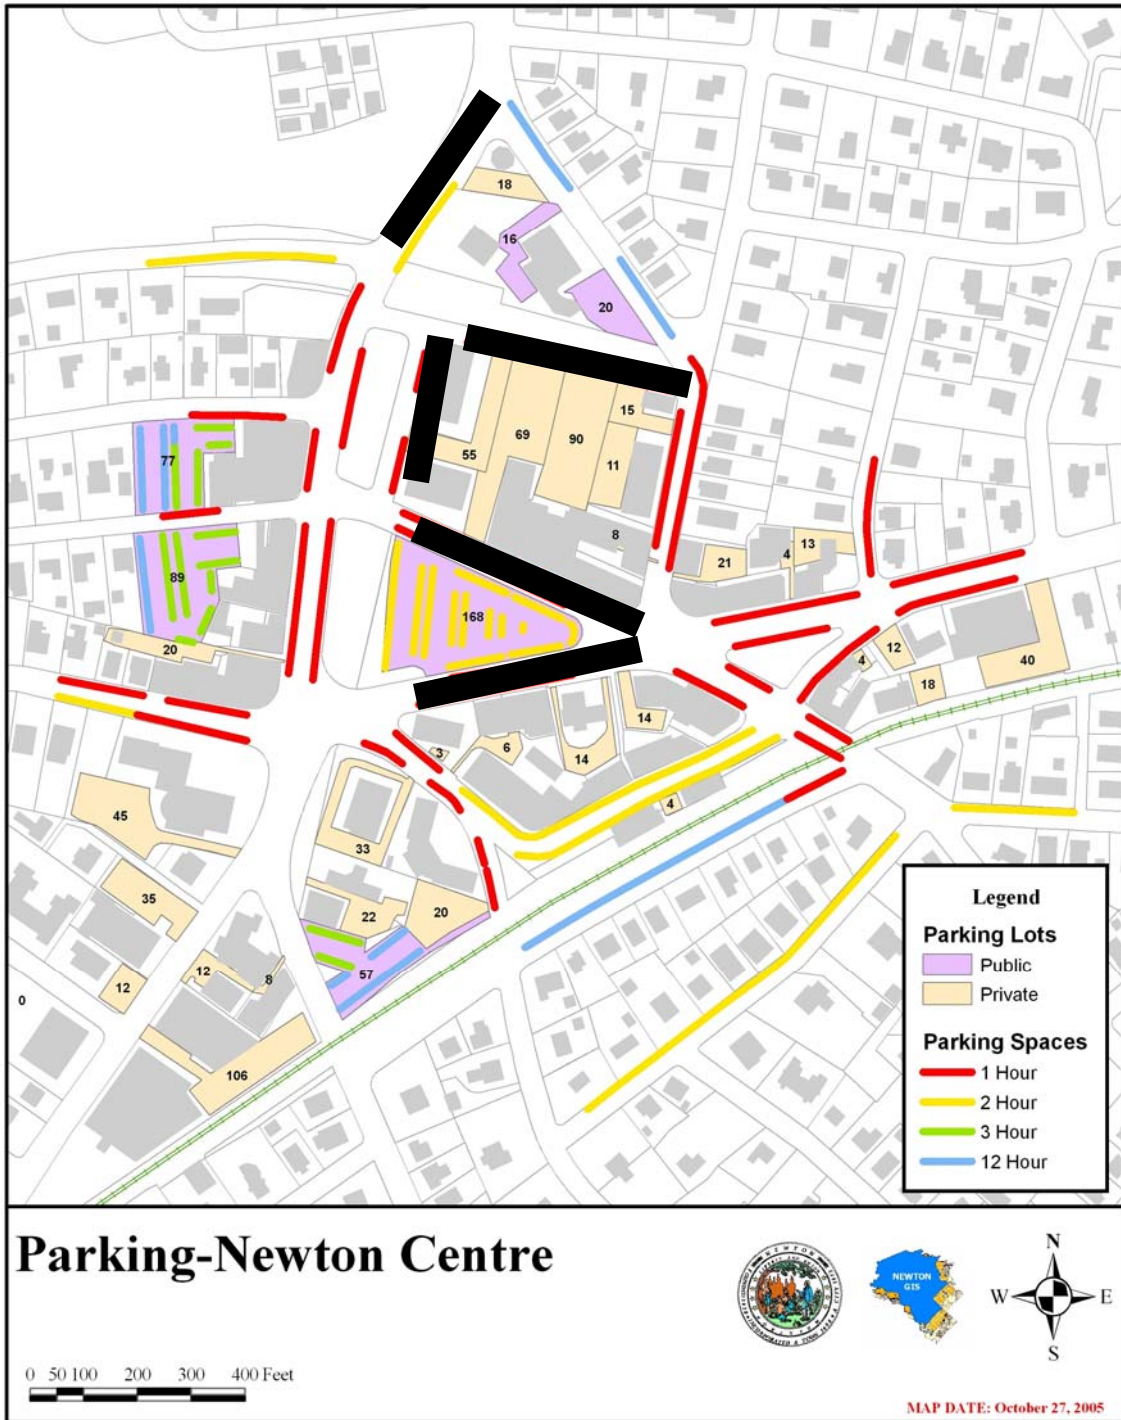 18
16
20
15
69
90
55
11
77
8
13
4
21
89
168
20
12
4
40
18
14
3
6
14
4
45
33
35
22
20
12
8
57
12
0
106
Legend
Parking Lots
Public
Private
Parking Spaces
1 Hour
2 Hour
3 Hour
12 Hour
Parking-Newton Centre
NEWTON
GIS
N
W E
S
0 50 100 200 300 400 Feet
MAP DATE: October 27, 2005